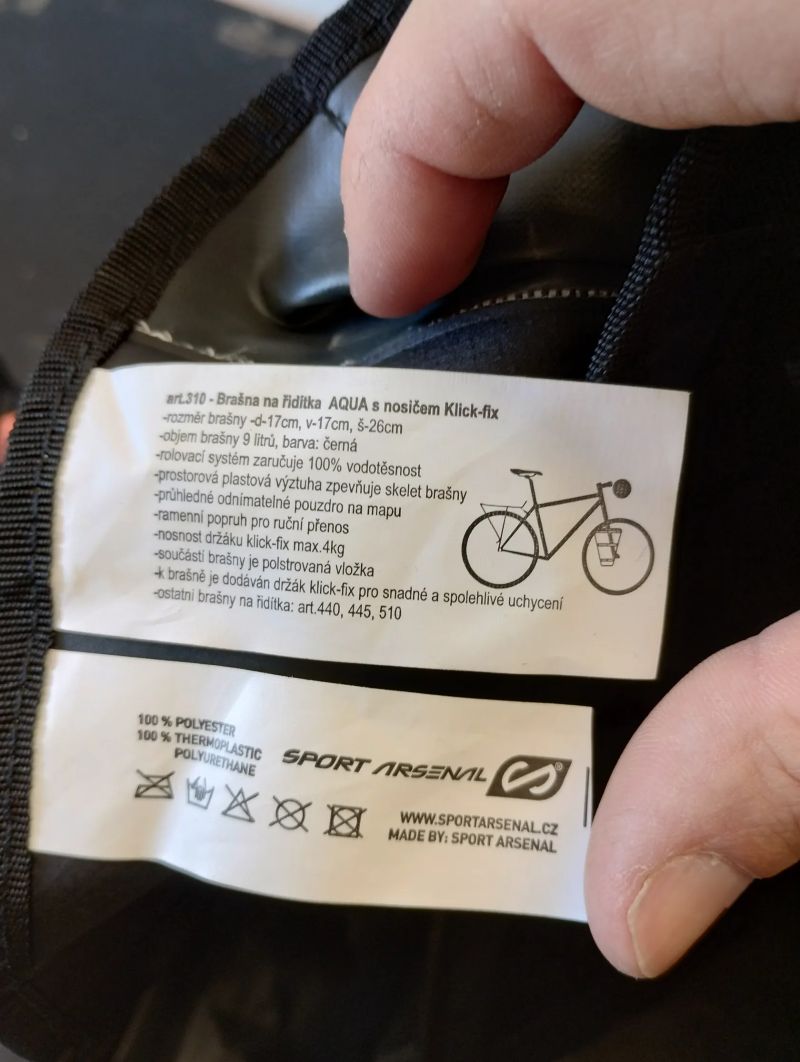 art.310 - Brašna na řidítka AQUA s nosičem Klick-fix
-rozměr brašny -d-17cm, v-17cm, š-26cm
-objem brašny 9 litrů, barva: černá
-rolovací systém zaručuje 100% vodotěsnost
-prostorová plastová výztuha zpevňuje skelet brašny
-průhledné odnímatelné pouzdro na mapu
-ramenní popruh pro ruční přenos
-nosnost držáku klick-fix max.4kg
-součástí brašny je polstrovaná vložka
-k brašně je dodáván držák klick-fix pro snadné a spolehlivé uchycení
-ostatní brašny na řidítka: art.440, 445, 510
100 % POLYESTER
100 % THERMOPLASTIC
POLYURETHANE
SPORT ARSENAL
WWW.SPORTARSENAL.CZ
MADE BY: SPORT ARSENAL